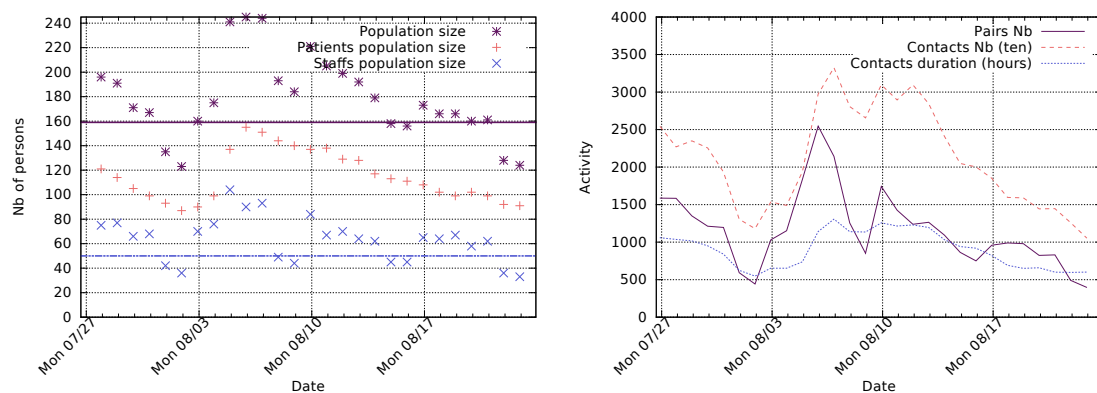 Nb of persons
240
220
200
180
160
140
120
100
80
60
40
20
0
Population size
Patients population size
Staffs population size
Mon 07/27
Mon 08/03
Mon 08/10
Mon 08/17
Date
Activity
4000
3500
3000
2500
2000
1500
1000
500
0
Pairs Nb
Contacts Nb (ten)
Contacts duration (hours)
Mon 07/27
Mon 08/03
Mon 08/10
Mon 08/17
Date